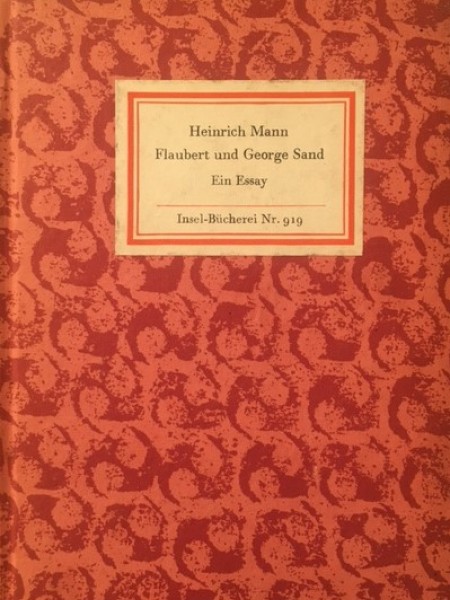 Heinrich Mann
Flaubert und George Sand
Ein Essay
Insel-Bücherei Nr. 919